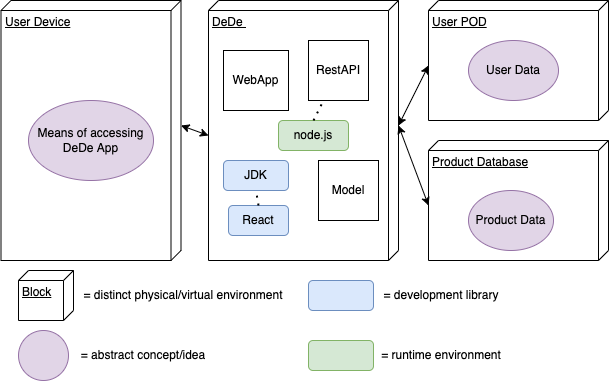 User Device
Means of accessing
DeDe App
DeDe
WebApp
RestAPI
node.js
JDK
React
Model
User POD
User Data
Product Database
Product Data
Block
= distinct physical/virtual environment
= development library
= abstract concept/idea
= runtime environment